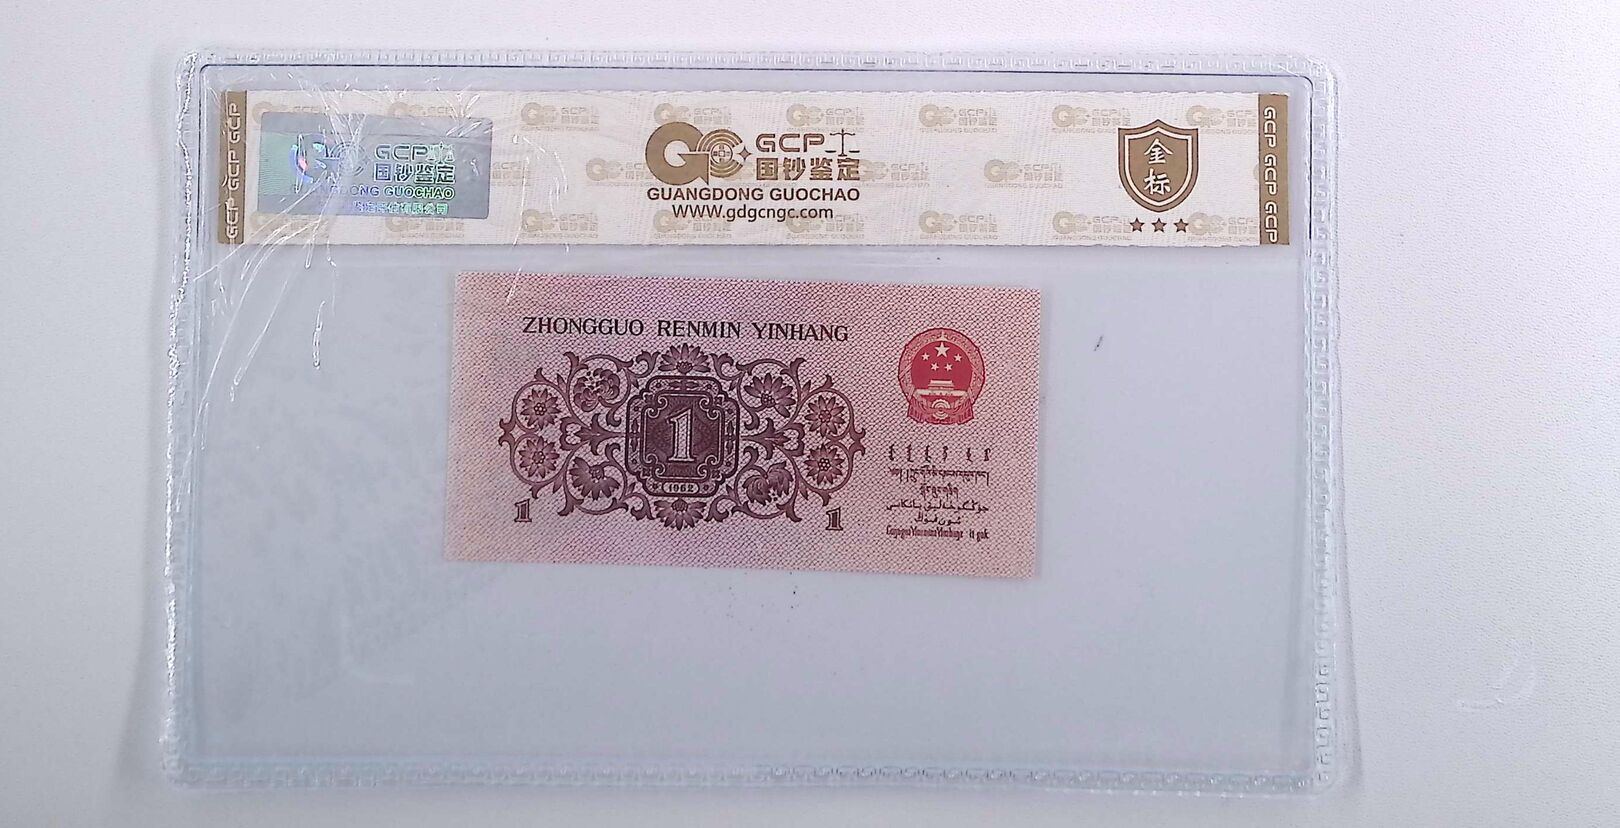 GCP GCP GCP
GCP
国钞鉴定
GUANGDONG GUOCHAO
GCP
国钞鉴定
GUANGDONG GUOCHAO
WWW.gdgcngc.com
金标
GCP GCP GCP
ZHONGGUO RENMIN YINHANG
1
1962
1
1